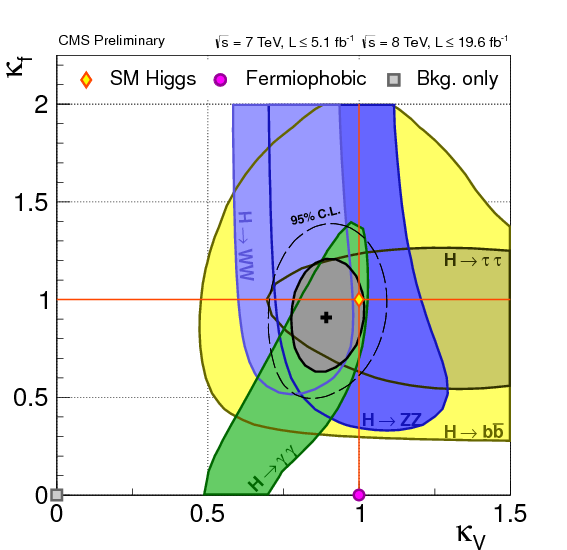 CMS Preliminary √s = 7 TeV, L ≤ 5.1 fb⁻¹ √s = 8 TeV, L ≤ 19.6 fb⁻¹
κf
SM Higgs Fermiophobic Bkg. only
2
1.5
95% C.L.
H → WW
H → τ τ
1
0.5
H → ZZ
H → bb̅
H → γ γ
0
0 0.5 1 1.5
κV